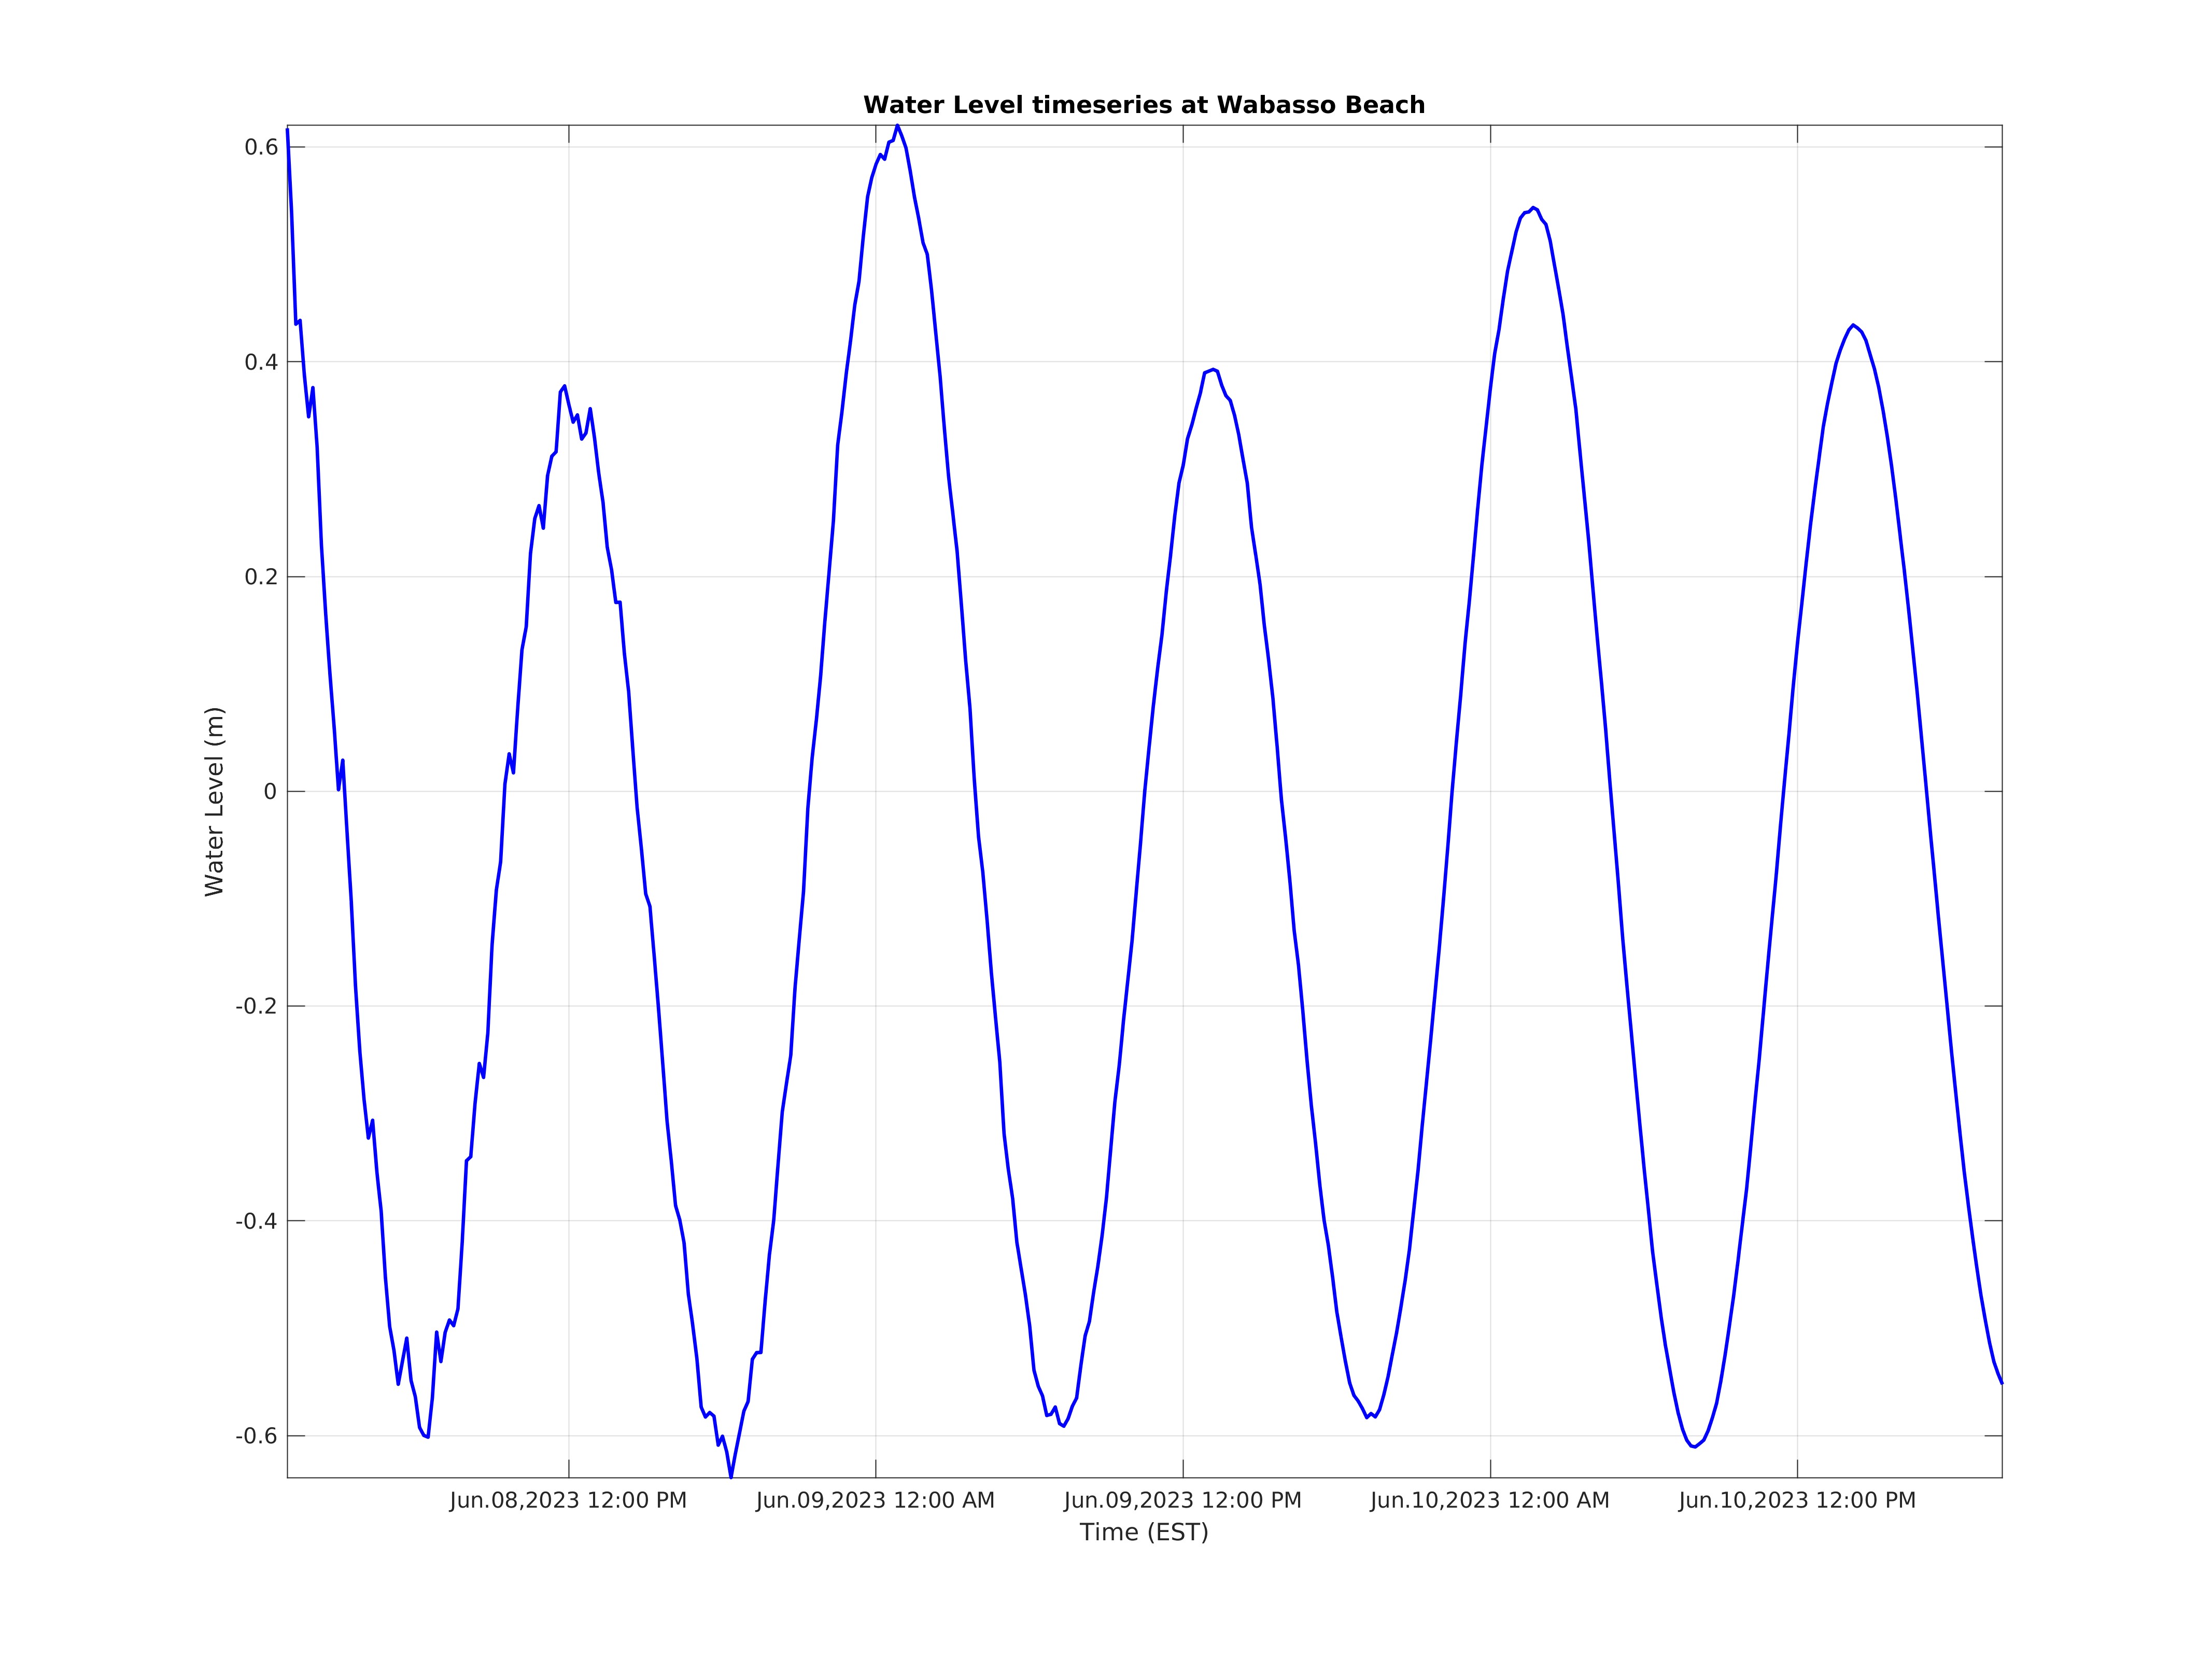 Water Level timeseries at Wabasso Beach
0.6
0.4
0.2
0
-0.2
-0.4
-0.6
Water Level (m)
Jun.08,2023 12:00 PM
Jun.09,2023 12:00 AM
Jun.09,2023 12:00 PM
Jun.10,2023 12:00 AM
Jun.10,2023 12:00 PM
Time (EST)